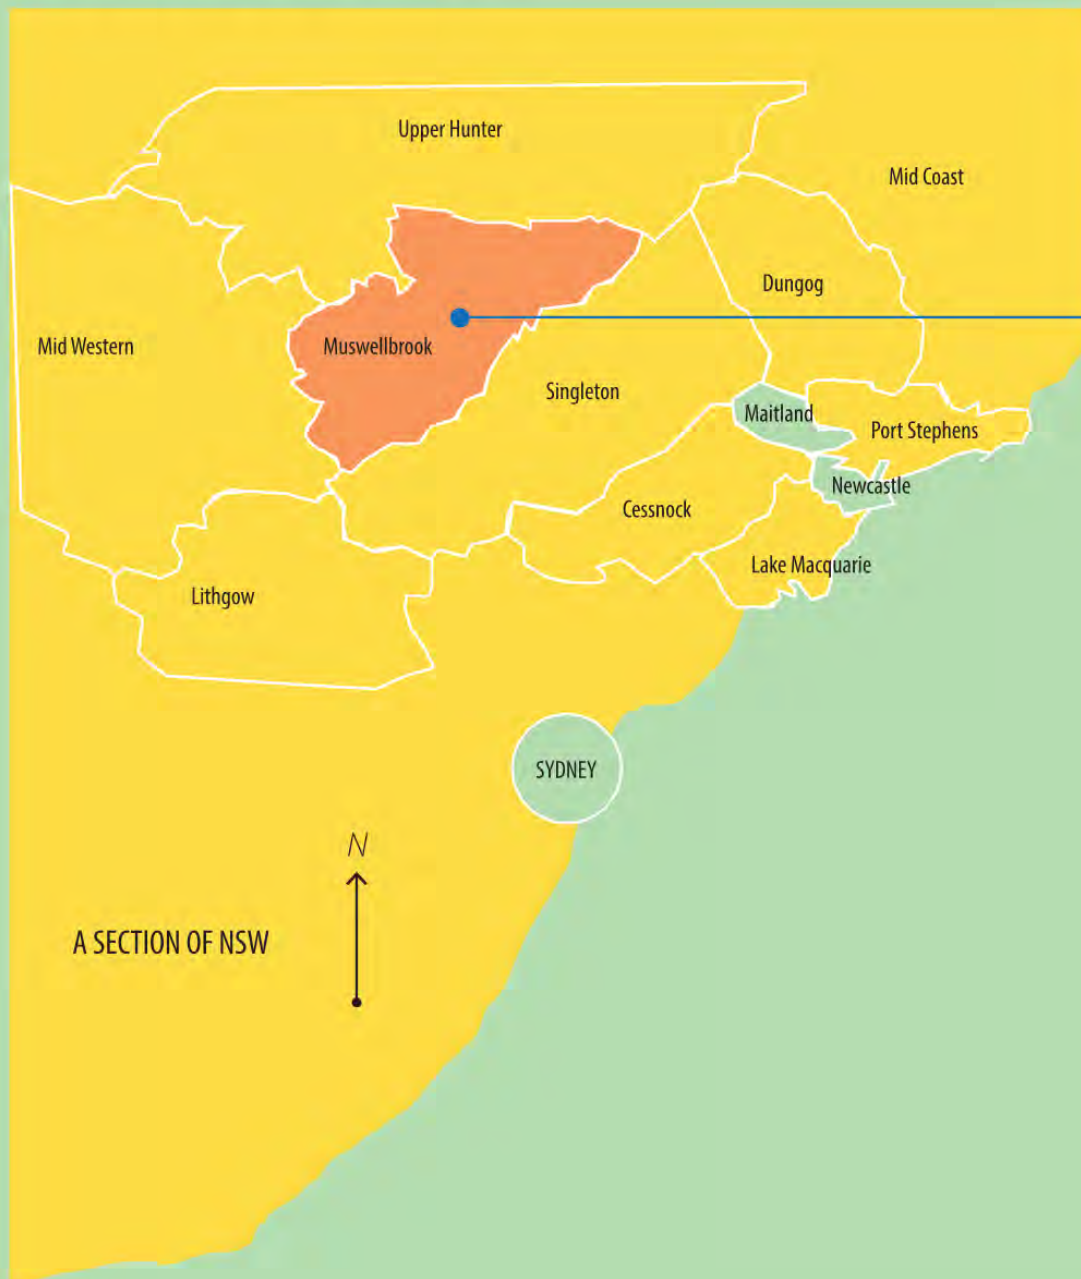 Upper Hunter
Mid Coast
Dungog
Mid Western
Muswellbrook
Singleton
Maitland
Port Stephens
Newcastle
Cessnock
Lake Macquarie
Lithgow
SYDNEY
N
A SECTION OF NSW